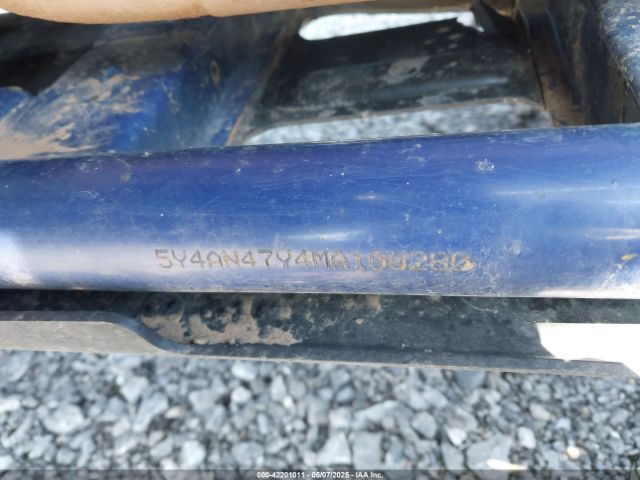 5Y4AN47Y4MA100280
000-42201011 — 05/07/2025 — IAA Inc.